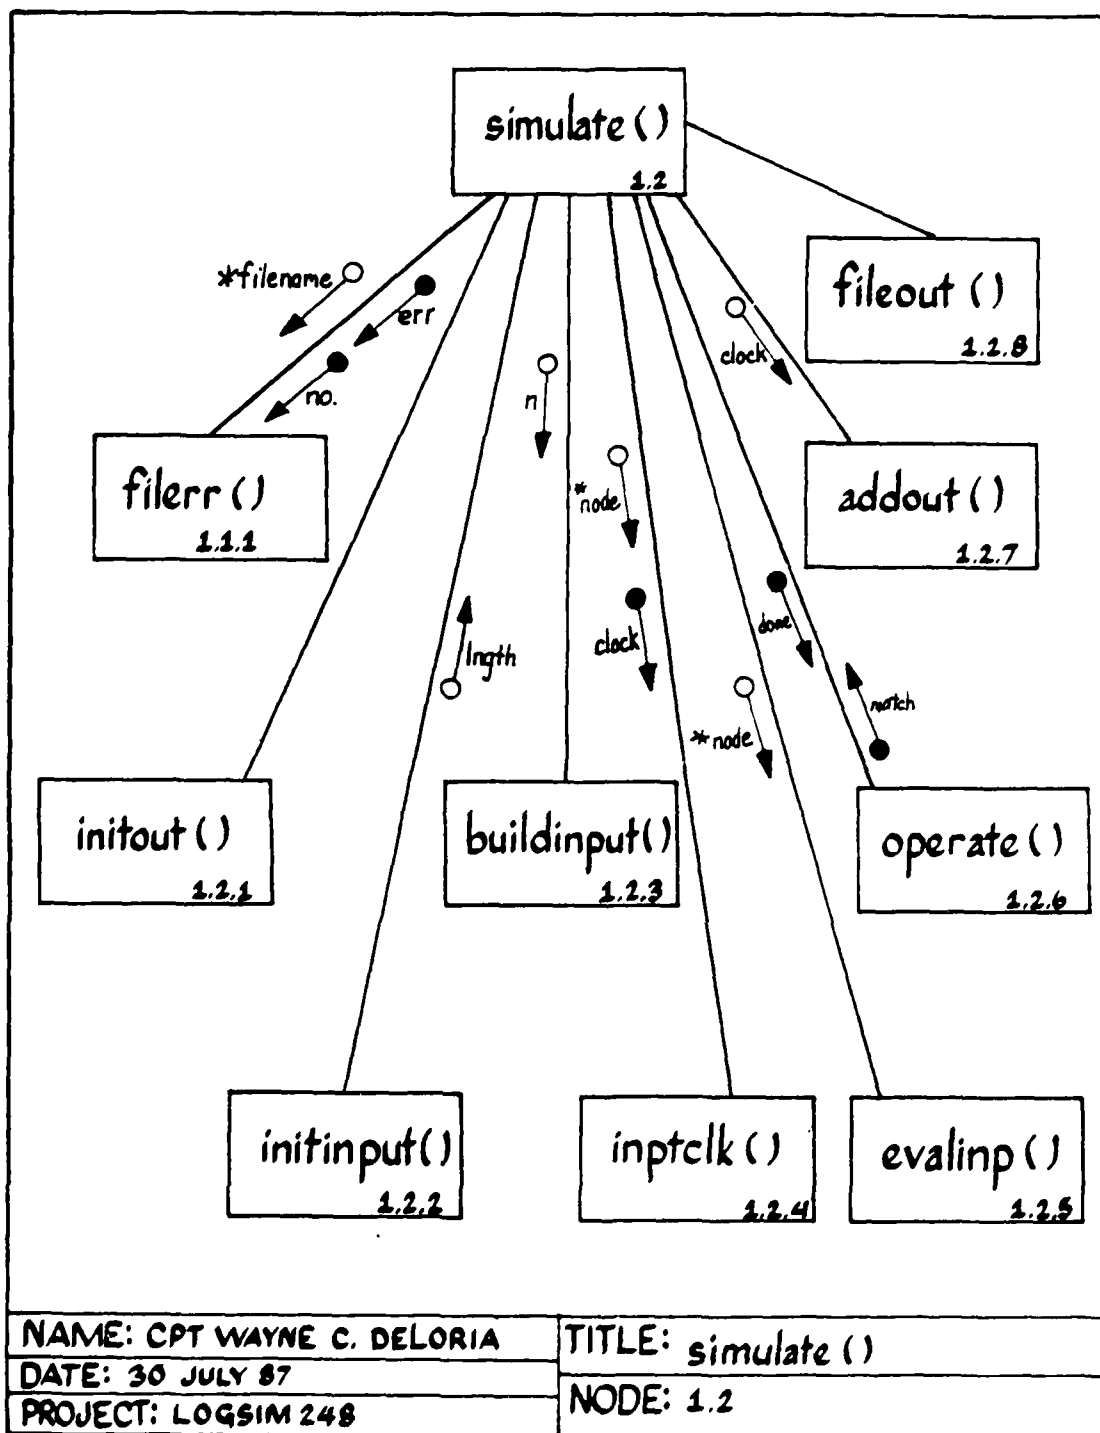 simulate ()
1.2
fileout ()
1.2.8
*filename
err
no.
clock
n
filerr ()
1.1.1
*node
addout ()
1.2.7
lngth
clock
done
match
*node
initout ()
1.2.1
buildinput()
1.2.3
operate ()
1.2.6
initinput()
1.2.2
inptclk ()
1.2.4
evalinp ()
1.2.5
NAME: CPT WAYNE C. DELORIA
DATE: 30 JULY 87
PROJECT: LOGSIM 248
TITLE: simulate ()
NODE: 1.2